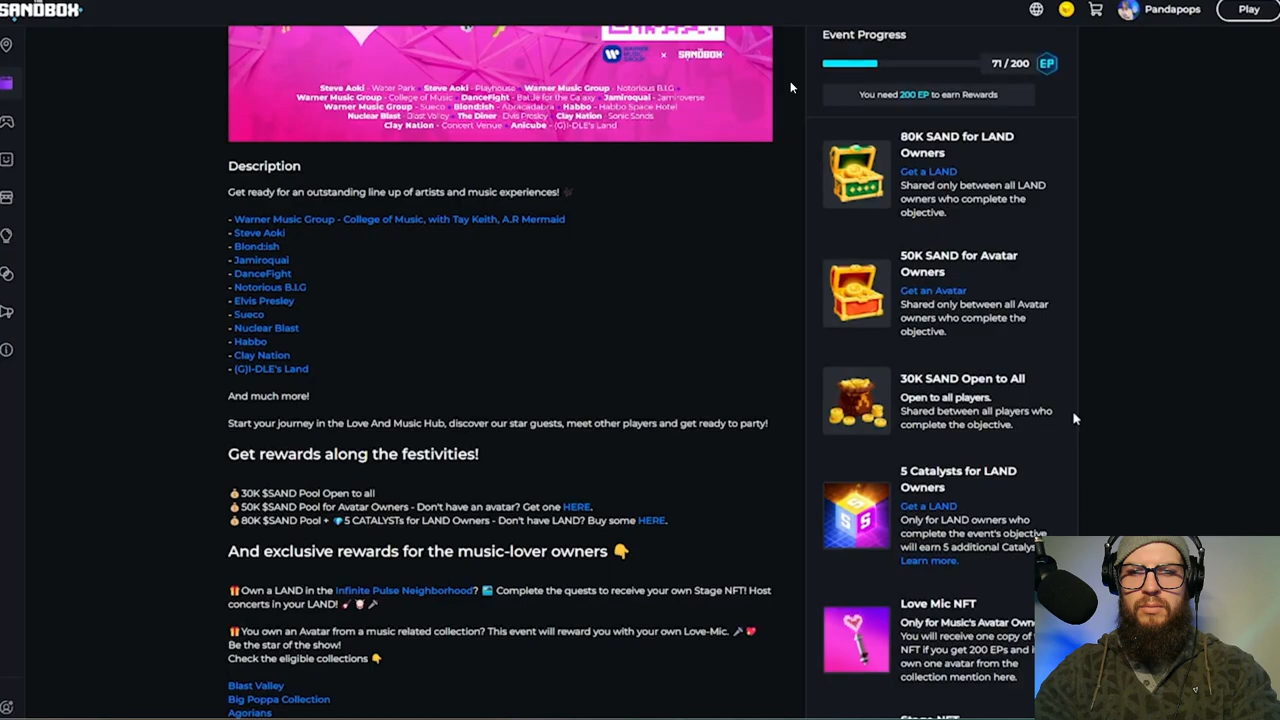 THE
SANDBOX
Pandapops
Play
SANDBOX
Steve Aoki - Water Park • Steve Aoki - Playhouse • Warner Music Group - Notorious B.I.G •
Warner Music Group - College of Music • DanceFight - Battle for the Galaxy • Jamiroquai - Jamiroverse
Warner Music Group - Sueco • Blond:ish - Abracadabra • Habbo - Habbo Space Hotel
Nuclear Blast - Blast Valley • The Diner - Elvis Presley • Clay Nation - Sonic Sands
Clay Nation - Concert Venue • Anicube - (G)I-DLE's Land
Description
Get ready for an outstanding line up of artists and music experiences!
- Warner Music Group - College of Music, with Tay Keith, A.R Mermaid
- Steve Aoki
- Blond:ish
- Jamiroquai
- DanceFight
- Notorious B.I.G
- Elvis Presley
- Sueco
- Nuclear Blast
- Habbo
- Clay Nation
- (G)I-DLE's Land
And much more!
Start your journey in the Love And Music Hub, discover our star guests, meet other players and get ready to party!
Get rewards along the festivities!
💰30K $SAND Pool Open to all
💰50K $SAND Pool for Avatar Owners - Don't have an avatar? Get one HERE.
💰80K $SAND Pool + 💎5 CATALYSTs for LAND Owners - Don't have LAND? Buy some HERE.
And exclusive rewards for the music-lover owners 👇
🎁Own a LAND in the Infinite Pulse Neighborhood? Complete the quests to receive your own Stage NFT! Host
concerts in your LAND!
🎁You own an Avatar from a music related collection? This event will reward you with your own Love-Mic. 🎤💖
Be the star of the show!
Check the eligible collections 👇
Blast Valley
Big Poppa Collection
Agorians
Event Progress
71 / 200 EP
You need 200 EP to earn Rewards
80K SAND for LAND
Owners
Get a LAND
Shared only between all LAND
owners who complete the
objective.
50K SAND for Avatar
Owners
Get an Avatar
Shared only between all Avatar
owners who complete the
objective.
30K SAND Open to All
Open to all players.
Shared between all players who
complete the objective.
5 Catalysts for LAND
Owners
Get a LAND
Only for LAND owners who
complete the event's objective
will earn 5 additional Catalys
Learn more.
Love Mic NFT
Only for Music's Avatar Own
You will receive one copy of
NFT if you get 200 EPs and i
own one avatar from the
collection mention here.